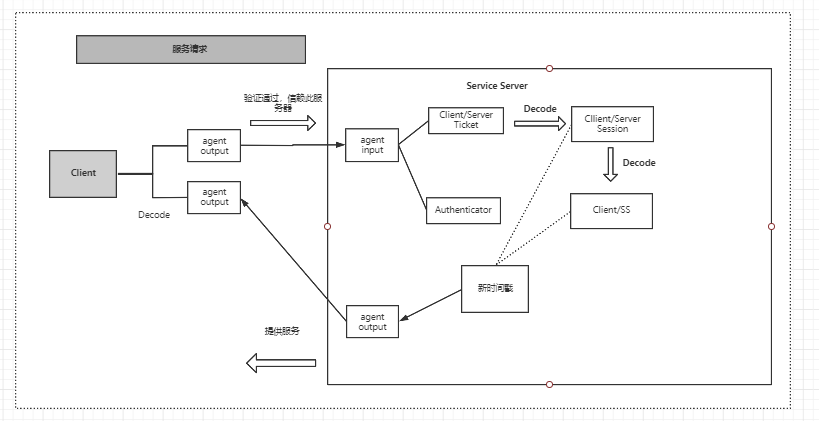 服务请求
Service Server
验证通过，信赖此服
务器
Client/Server
Ticket
Decode
Cllient/Server
Session
agent
output
agent
input
Decode
Client
agent
output
Authenticator
Client/SS
Decode
新时间戳
agent
output
提供服务